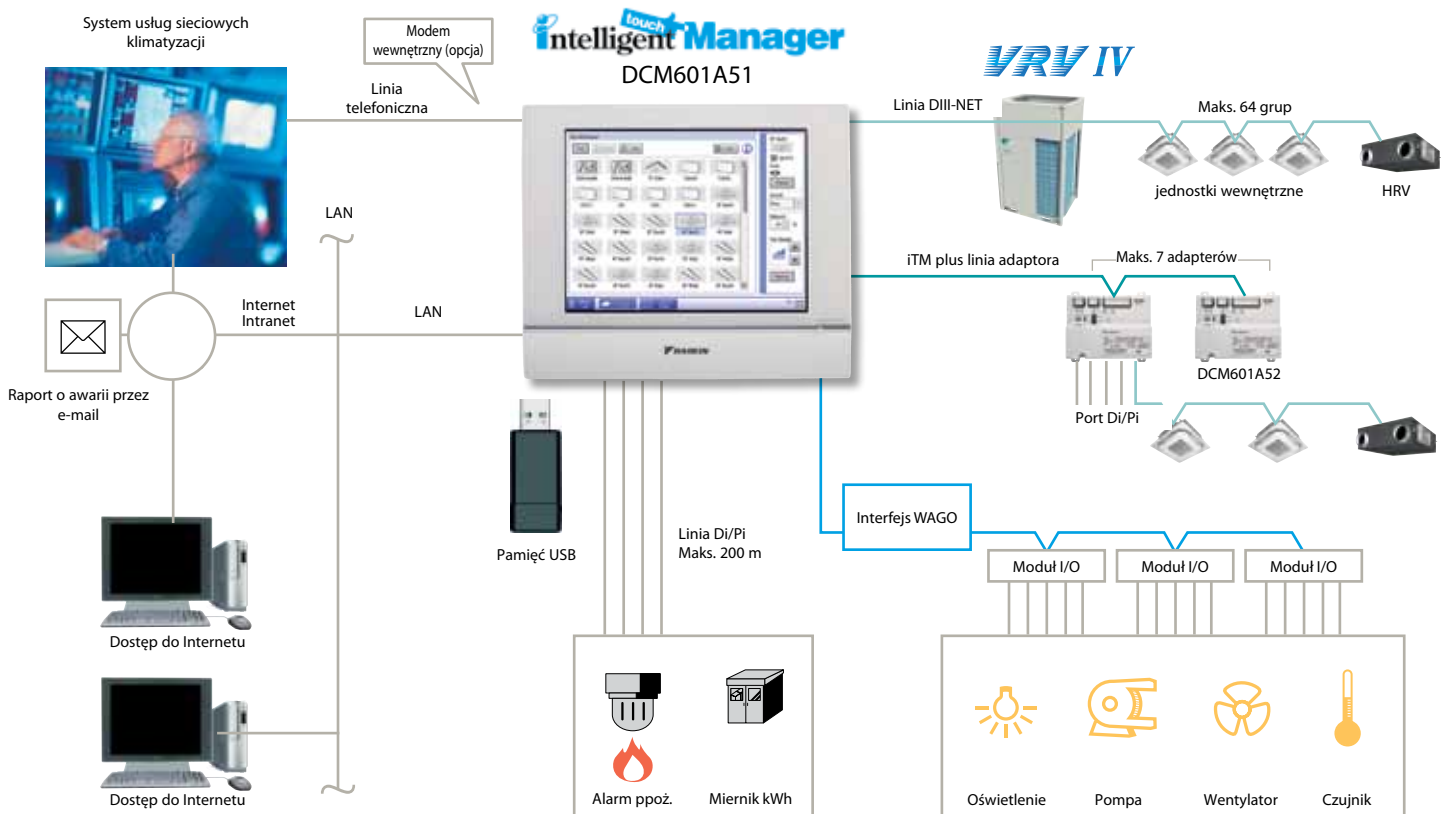 System usług sieciowych
klimatyzacji
Modem
wewnętrzny (opcja)
Linia
telefoniczna
touch
intelligent Manager
DCM601A51
VRV IV
Linia DIII-NET
Maks. 64 grup
jednostki wewnętrzne
HRV
LAN
Internet
Intranet
LAN
Raport o awarii przez
e-mail
DAIKIN
iTM plus linia adaptora
Maks. 7 adapterów
DCM601A52
Port Di/Pi
Pamięć USB
Linia Di/Pi
Maks. 200 m
Interfejs WAGO
Moduł I/O
Moduł I/O
Moduł I/O
Dostęp do Internetu
Dostęp do Internetu
Alarm ppoż.
Miernik kWh
Oświetlenie
Pompa
Wentylator
Czujnik